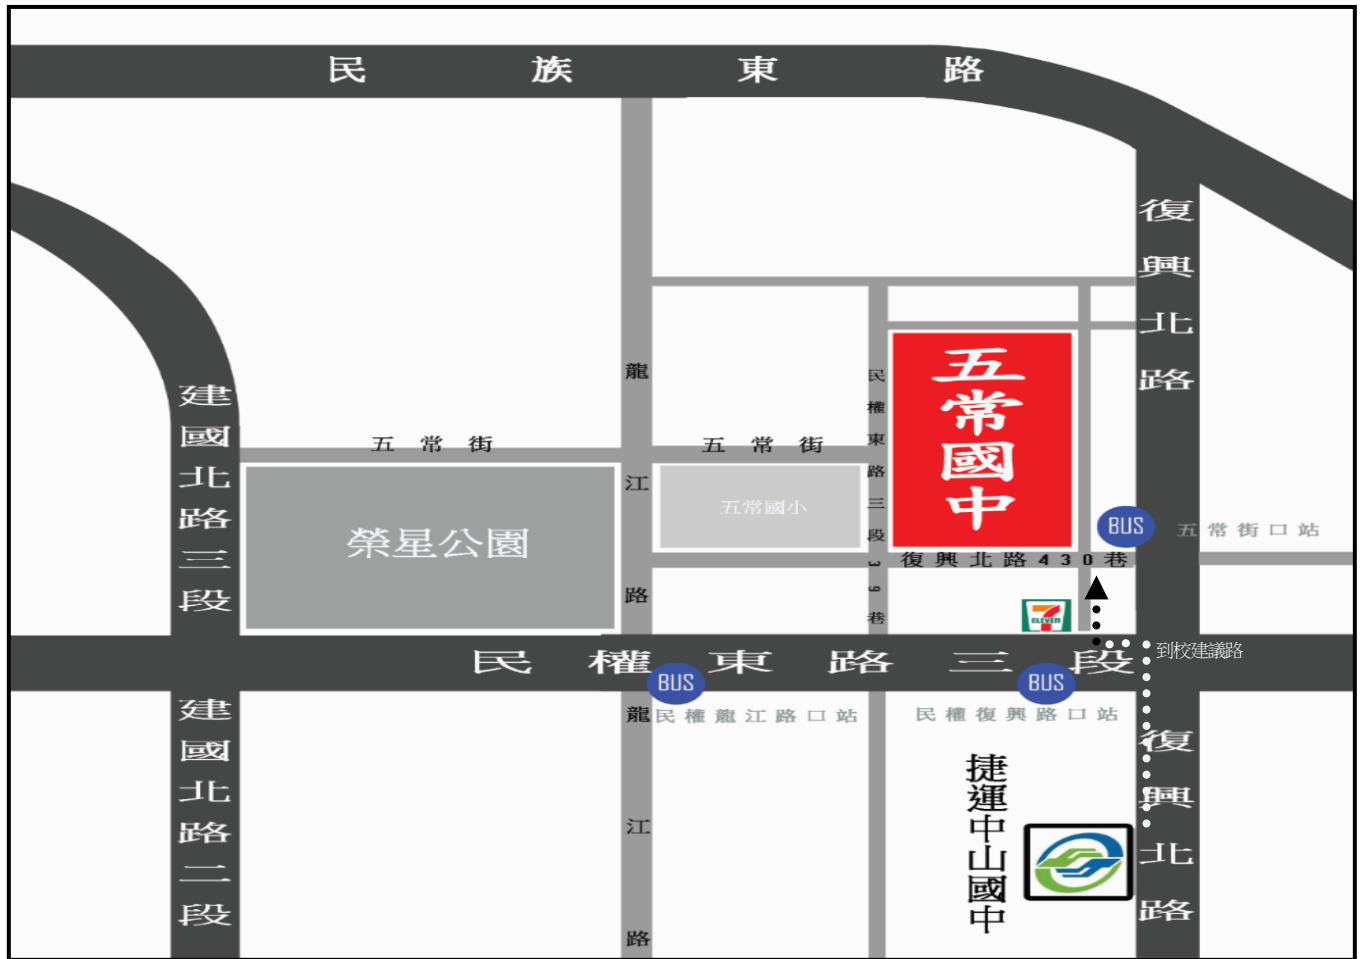 民族東路
復興北路
建國北路三段
龍江路
民權東路三段39巷
五常國中
五常街
五常街
榮星公園
五常國小
BUS
五常街口站
復興北路430巷
7
ELEVEN
民權東路三段
到校建議路
BUS
BUS
民權龍江路口站
民權復興路口站
建國北路二段
龍江路
捷運中山國中
復興北路